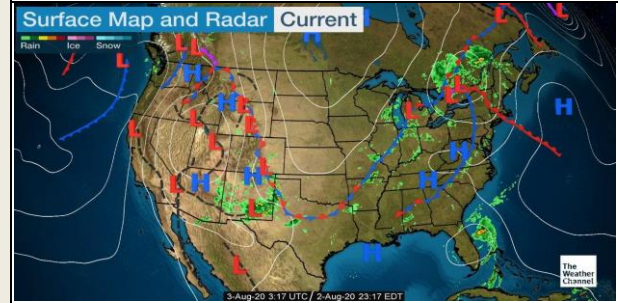 Surface Map and Radar Current
Rain Ice Snow
H
L L L L
H H
H L
L H
L L L
L L L
L
H
L H H H
L
L H
3-Aug-20 3:17 UTC / 2-Aug-20 23:17 EDT
The
Weather
Channel